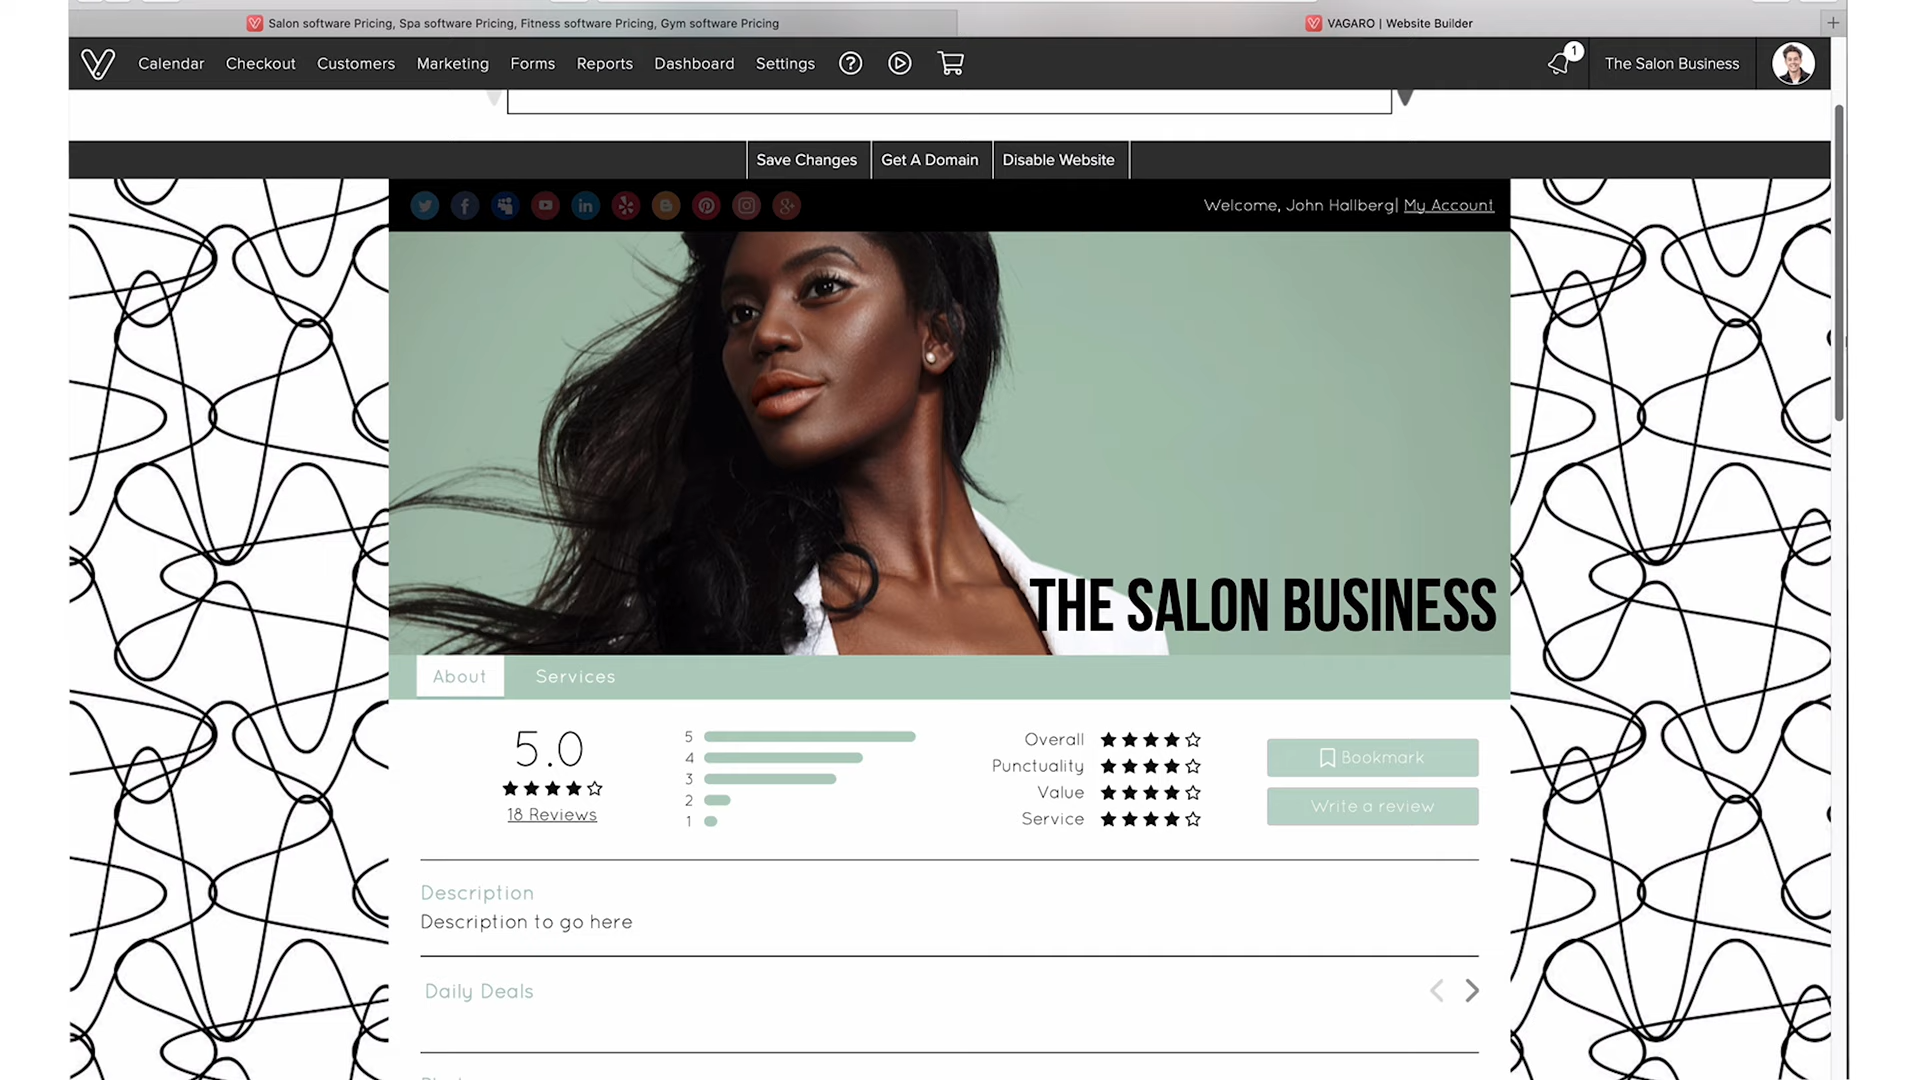 Salon software Pricing, Spa software Pricing, Fitness software Pricing, Gym software Pricing
VAGARO | Website Builder
Calendar Checkout Customers Marketing Forms Reports Dashboard Settings ? 1 The Salon Business
Save Changes Get A Domain Disable Website
Welcome, John Hallberg| My Account
THE SALON BUSINESS
About Services
5.0
18 Reviews
5
4
3
2
1
Overall
Punctuality
Value
Service
Bookmark
Write a review
Description
Description to go here
Daily Deals